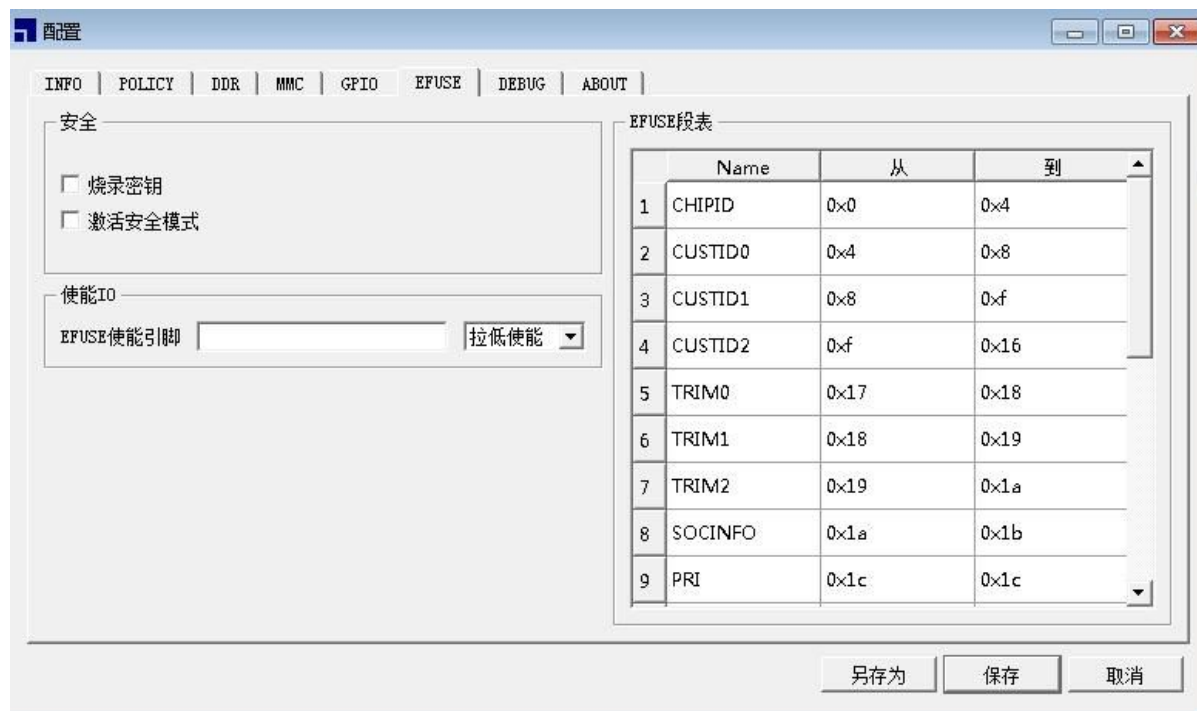 配置
INFO POLICY DDR MMC GPIO EFUSE DEBUG ABOUT
安全
烧录密钥
激活安全模式
使能IO
EFUSE使能引脚 拉低使能
EFUSE段表
Name 从 到
1 CHIPID 0x0 0x4
2 CUSTID0 0x4 0x8
3 CUSTID1 0x8 0xf
4 CUSTID2 0xf 0x16
5 TRIM0 0x17 0x18
6 TRIM1 0x18 0x19
7 TRIM2 0x19 0x1a
8 SOCINFO 0x1a 0x1b
9 PRI 0x1c 0x1c
另存为 保存 取消